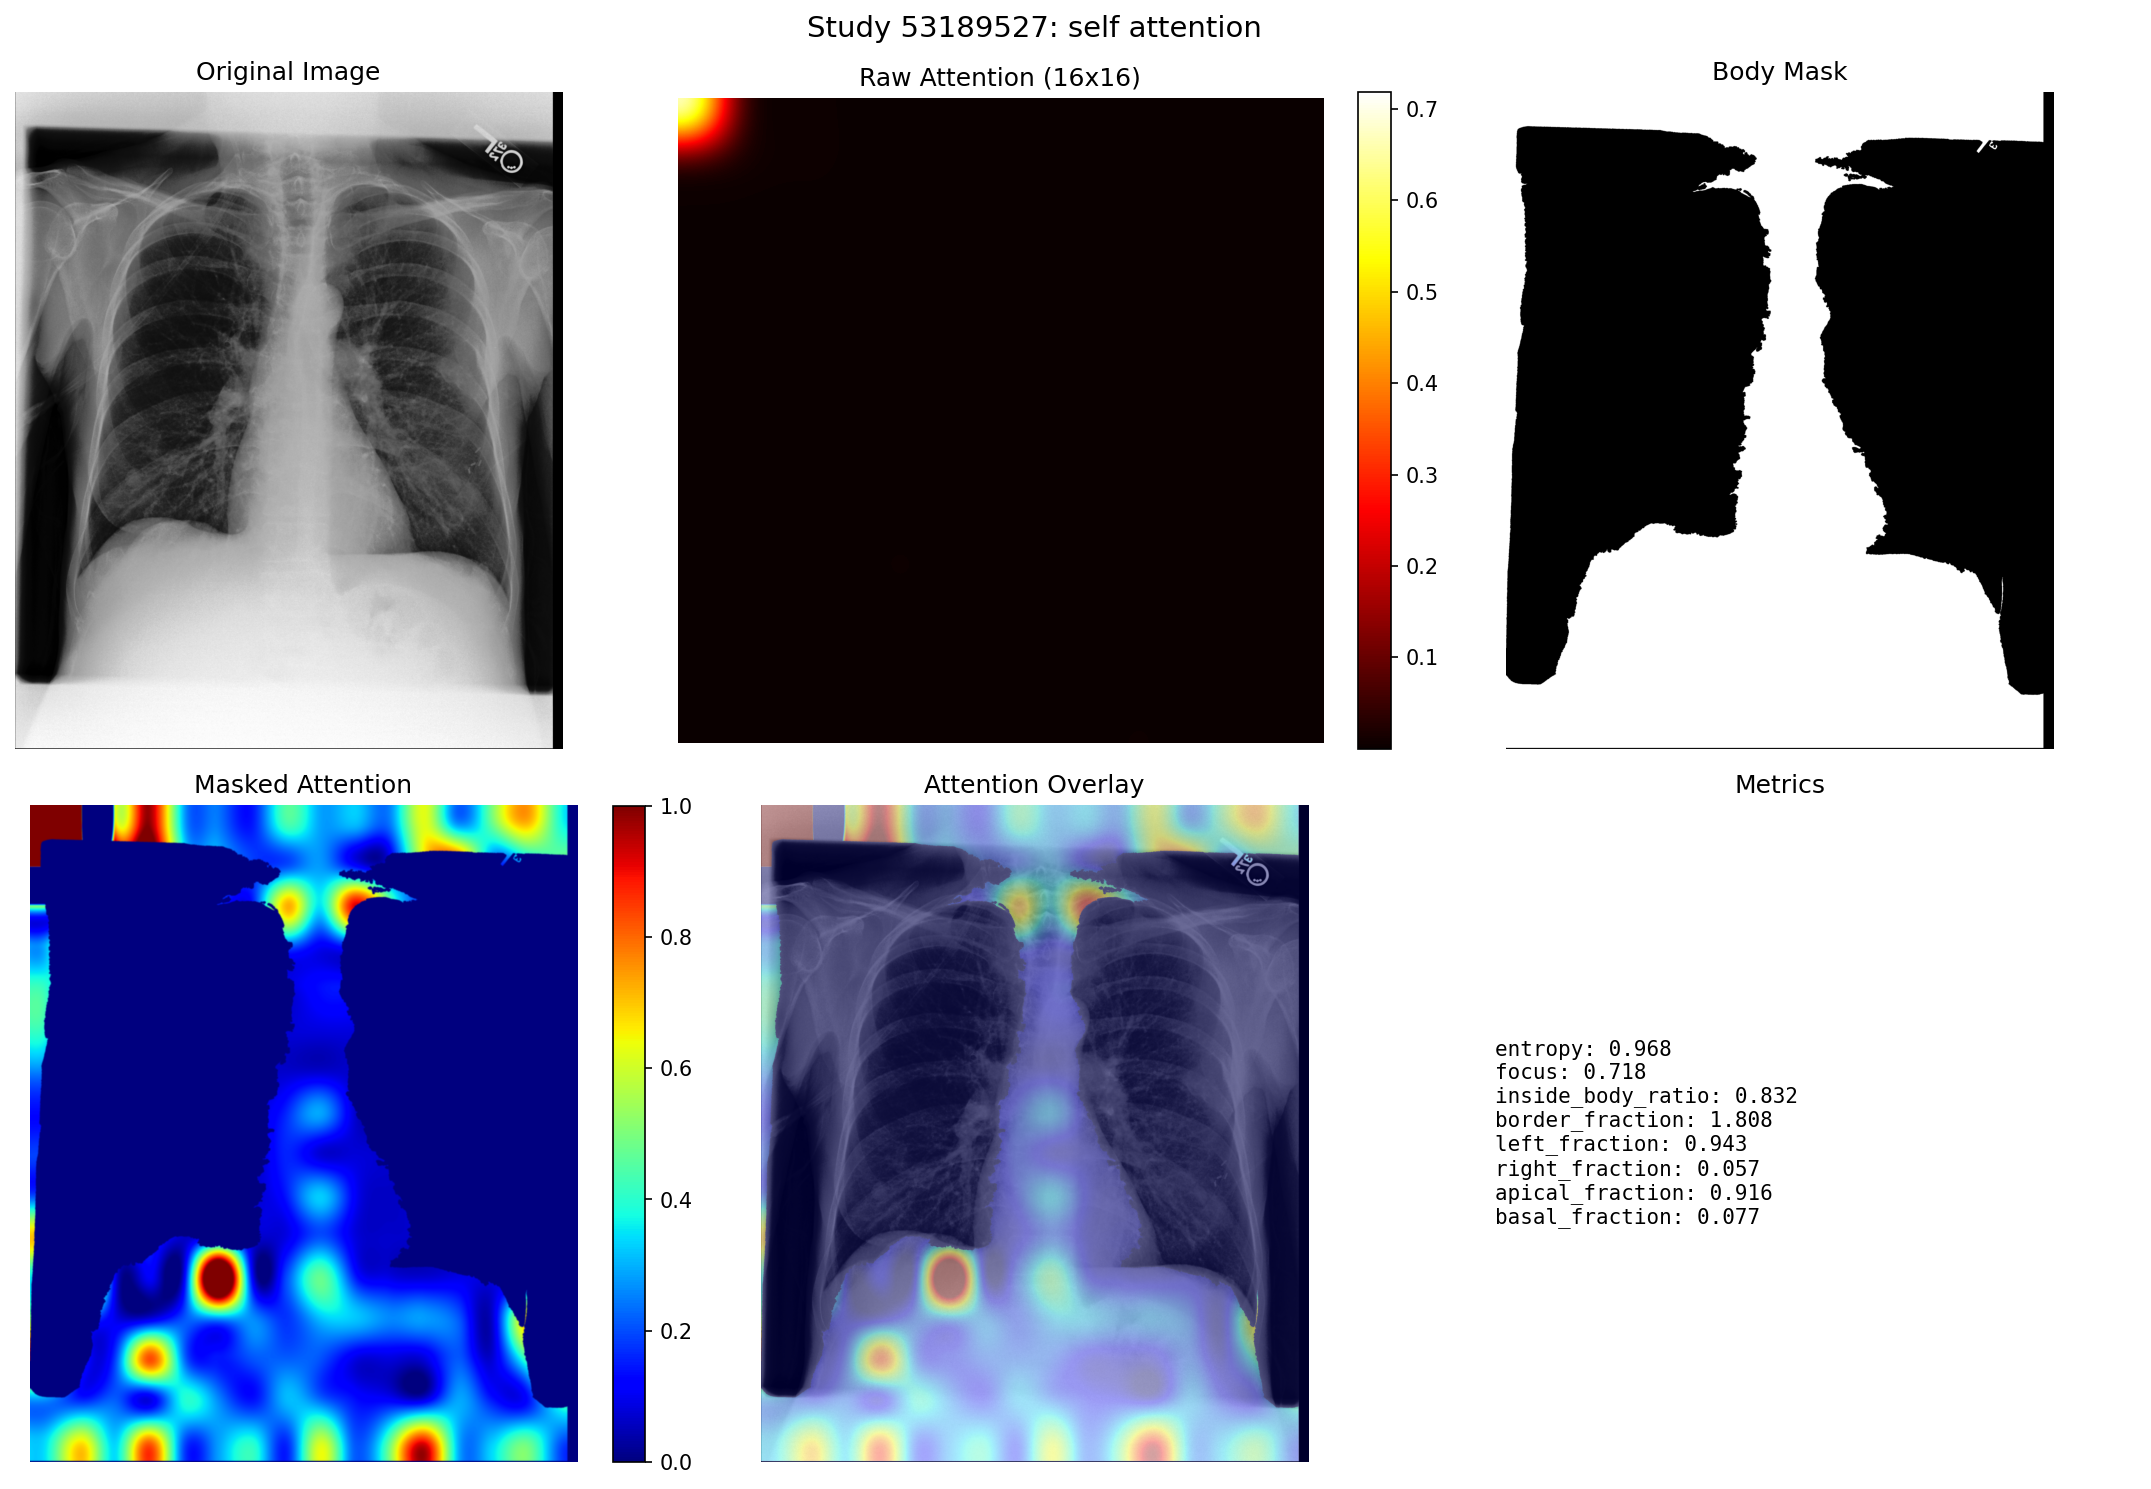 Study 53189527: self attention
Original Image
Raw Attention (16x16)
Body Mask
0.7
0.6
0.5
0.4
0.3
0.2
0.1
Masked Attention
Attention Overlay
Metrics
1.0
0.8
0.6
0.4
0.2
0.0
entropy: 0.968
focus: 0.718
inside_body_ratio: 0.832
border_fraction: 1.808
left_fraction: 0.943
right_fraction: 0.057
apical_fraction: 0.916
basal_fraction: 0.077